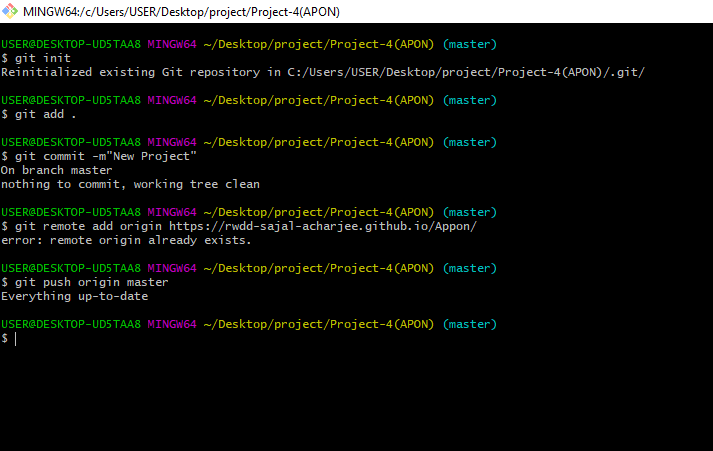 MINGW64:/c/Users/USER/Desktop/project/Project-4(APON)
USER@DESKTOP-UD5TAA8 MINGW64 ~/Desktop/project/Project-4(APON) (master)
$ git init
Reinitialized existing Git repository in C:/Users/USER/Desktop/project/Project-4(APON)/.git/
USER@DESKTOP-UD5TAA8 MINGW64 ~/Desktop/project/Project-4(APON) (master)
$ git add .
USER@DESKTOP-UD5TAA8 MINGW64 ~/Desktop/project/Project-4(APON) (master)
$ git commit -m"New Project"
On branch master
nothing to commit, working tree clean
USER@DESKTOP-UD5TAA8 MINGW64 ~/Desktop/project/Project-4(APON) (master)
$ git remote add origin https://rwdd-sajal-acharjee.github.io/Appon/
error: remote origin already exists.
USER@DESKTOP-UD5TAA8 MINGW64 ~/Desktop/project/Project-4(APON) (master)
$ git push origin master
Everything up-to-date
USER@DESKTOP-UD5TAA8 MINGW64 ~/Desktop/project/Project-4(APON) (master)
$